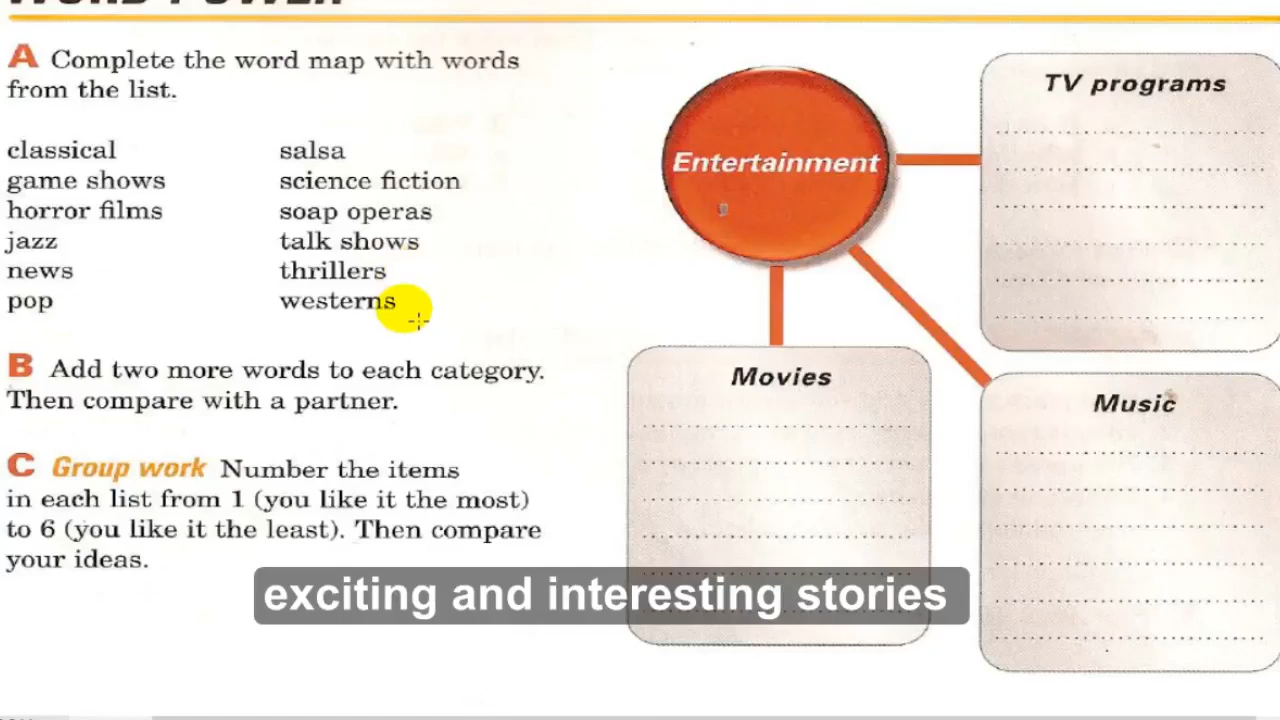 WORD POWER
A Complete the word map with words
from the list.
classical
game shows
horror films
jazz
news
pop
salsa
science fiction
soap operas
talk shows
thrillers
westerns
B Add two more words to each category.
Then compare with a partner.
C Group work Number the items
in each list from 1 (you like it the most)
to 6 (you like it the least). Then compare
your ideas.
Entertainment
TV programs
Movies
Music
exciting and interesting stories